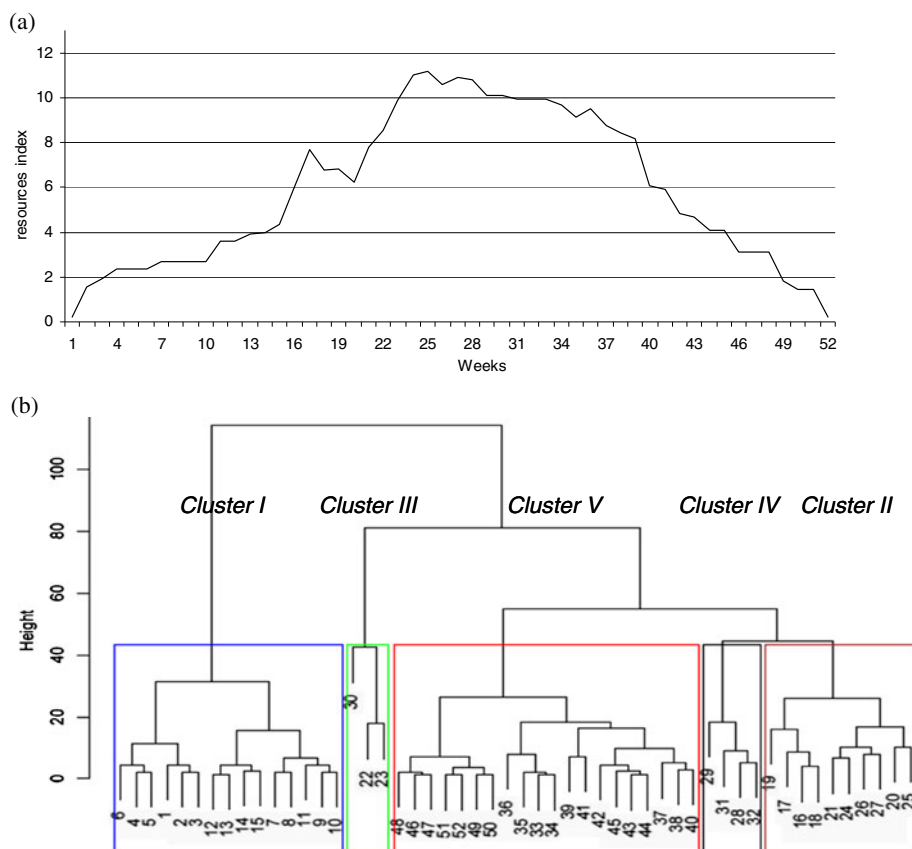 (a)
12
10
8
6
4
2
0
resources index
1 4 7 10 13 16 19 22 25 28 31 34 37 40 43 46 49 52
Weeks
(b)
100
80
60
40
20
0
Height
Cluster I Cluster III Cluster V Cluster IV Cluster II
6 4 5 1 2 3 12 13 14 15 7 8 11 9 10 30 22 23 48 46 47 51 52 49 50 36 35 33 34 39 41 42 45 43 44 37 38 40 29 31 28 32 19 17 16 18 21 24 26 27 20 25